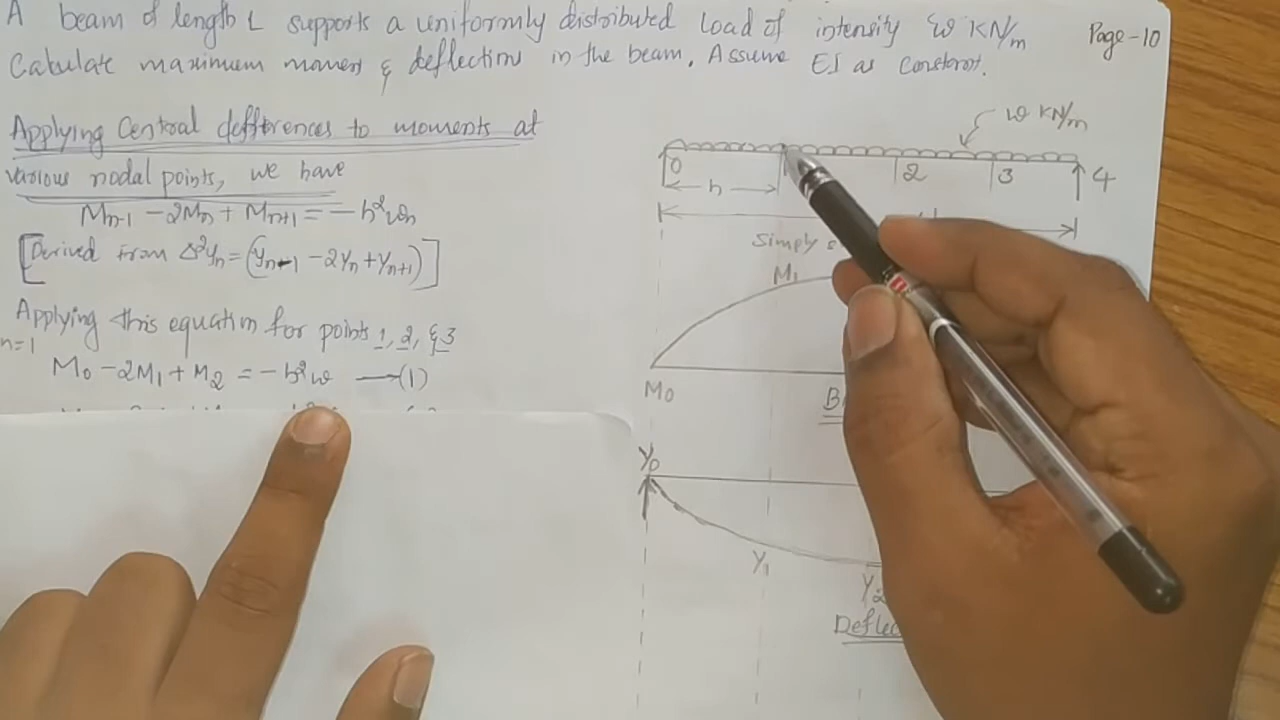 A beam of length L supports a uniformly distributed load of intensity w KN/m
Page-10
Calculate maximum moment & deflection in the beam. Assume EI as constant.
Applying Central differences to moments at
various nodal points, we have
Mn-1 - 2Mn + Mn+1 = -h²wn
[Derived from Δ²yn = (yn-1 - 2yn + yn+1)]
Applying this equation for points 1, 2, & 3
n=1
M0 - 2M1 + M2 = -h²w → (1)
w KN/m
0
2
3
4
h
Simply
M1
M0
B
Y0
Y1
Y2
Deflec